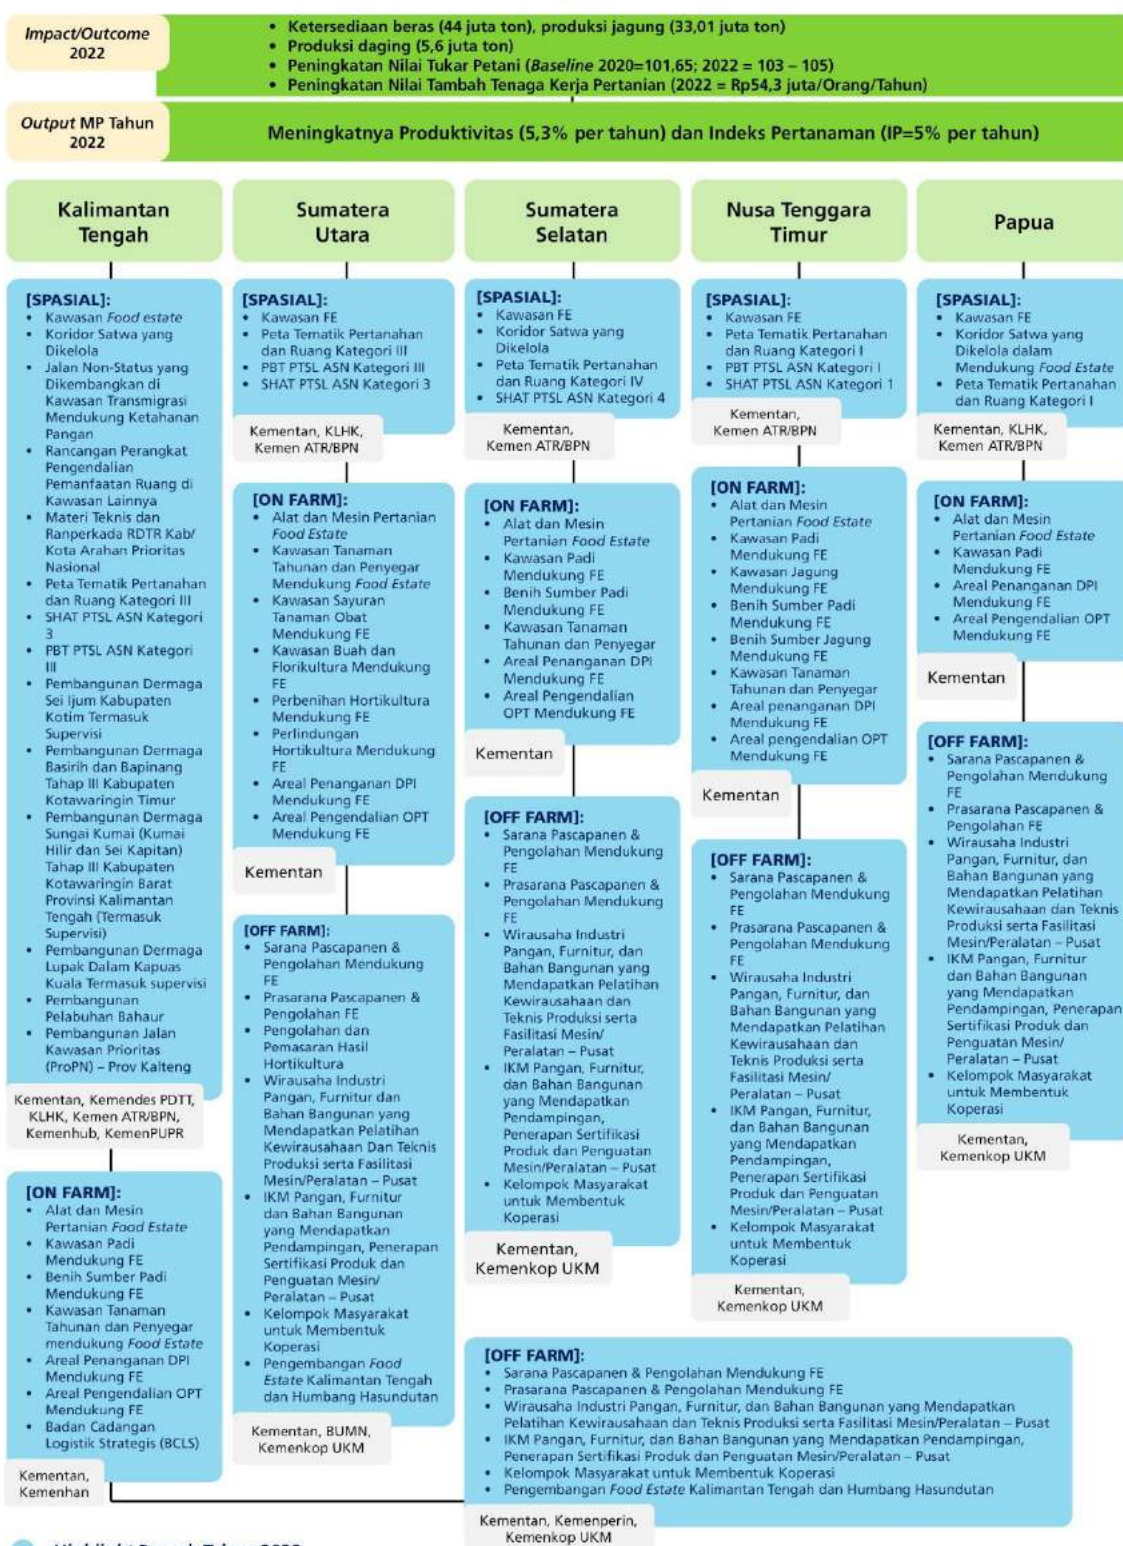 Impact/Outcome
2022
• Ketersediaan beras (44 juta ton), produksi jagung (33,01 juta ton)
• Produksi daging (5,6 juta ton)
• Peningkatan Nilai Tukar Petani (Baseline 2020=101,65; 2022 = 103 – 105)
• Peningkatan Nilai Tambah Tenaga Kerja Pertanian (2022 = Rp54,3 juta/Orang/Tahun)
Output MP Tahun
2022
Meningkatnya Produktivitas (5,3% per tahun) dan Indeks Pertanaman (IP=5% per tahun)
Kalimantan
Tengah
[SPASIAL]:
• Kawasan Food estate
• Koridor Satwa yang
Dikelola
• Jalan Non-Status yang
Dikembangkan di
Kawasan Transmigrasi
Mendukung Ketahanan
Pangan
• Rancangan Perangkat
Pengendalian
Pemanfaatan Ruang di
Kawasan Lainnya
• Materi Teknis dan
Ranperkada RDTR Kab/
Kota Arahan Prioritas
Nasional
• Peta Tematik Pertanahan
dan Ruang Kategori III
• SHAT PTSL ASN Kategori
3
• PBT PTSL ASN Kategori
III
• Pembangunan Dermaga
Sei Ijum Kabupaten
Kotim Termasuk
Supervisi
• Pembangunan Dermaga
Basirih dan Bapinang
Tahap III Kabupaten
Kotawaringin Timur
• Pembangunan Dermaga
Sungai Kumai (Kumai
Hilir dan Sei Kapitan)
Tahap III Kabupaten
Kotawaringin Barat
Provinsi Kalimantan
Tengah (Termasuk
Supervisi)
• Pembangunan Dermaga
Lupak Dalam Kapuas
Kuala Termasuk supervisi
• Pembangunan
Pelabuhan Bahaur
• Pembangunan Jalan
Kawasan Prioritas
(ProPN) – Prov Kalteng
Kementan, Kemendes PDTT,
KLHK, Kemen ATR/BPN,
Kemenhub, KemenPUPR
[ON FARM]:
• Alat dan Mesin
Pertanian Food Estate
• Kawasan Padi
Mendukung FE
• Benih Sumber Padi
Mendukung FE
• Kawasan Tanaman
Tahunan dan Penyegar
mendukung Food Estate
• Areal Penanganan DPI
Mendukung FE
• Areal Pengendalian OPT
Mendukung FE
• Badan Cadangan
Logistik Strategis (BCLS)
Kementan,
Kemenhan
Sumatera
Utara
[SPASIAL]:
• Kawasan FE
• Peta Tematik Pertanahan
dan Ruang Kategori III
• PBT PTSL ASN Kategori III
• SHAT PTSL ASN Kategori 3
Kementan, KLHK,
Kemen ATR/BPN
[ON FARM]:
• Alat dan Mesin Pertanian
Food Estate
• Kawasan Tanaman
Tahunan dan Penyegar
Mendukung Food Estate
• Kawasan Sayuran
Tanaman Obat
Mendukung FE
• Kawasan Buah dan
Florikultura Mendukung
FE
• Perbenihan Hortikultura
Mendukung FE
• Perlindungan
Hortikultura Mendukung
FE
• Areal Penanganan DPI
Mendukung FE
• Areal Pengendalian OPT
Mendukung FE
Kementan
[OFF FARM]:
• Sarana Pascapanen &
Pengolahan Mendukung
FE
• Prasarana Pascapanen &
Pengolahan FE
• Pengolahan dan
Pemasaran Hasil
Hortikultura
• Wirausaha Industri
Pangan, Furnitur dan
Bahan Bangunan yang
Mendapatkan Pelatihan
Kewirausahaan Dan Teknis
Produksi serta Fasilitasi
Mesin/Peralatan – Pusat
• IKM Pangan, Furnitur
dan Bahan Bangunan
yang Mendapatkan
Pendampingan, Penerapan
Sertifikasi Produk dan
Penguatan Mesin/
Peralatan – Pusat
• Kelompok Masyarakat
untuk Membentuk
Koperasi
• Pengembangan Food
Estate Kalimantan Tengah
dan Humbang Hasundutan
Kementan, BUMN,
Kemenkop UKM
Sumatera
Selatan
[SPASIAL]:
• Kawasan FE
• Koridor Satwa yang
Dikelola
• Peta Tematik Pertanahan
dan Ruang Kategori IV
• SHAT PTSL ASN Kategori 4
Kementan,
Kemen ATR/BPN
[ON FARM]:
• Alat dan Mesin
Pertanian Food Estate
• Kawasan Padi
Mendukung FE
• Benih Sumber Padi
Mendukung FE
• Kawasan Tanaman
Tahunan dan Penyegar
• Areal Penanganan DPI
Mendukung FE
• Areal Pengendalian
OPT Mendukung FE
Kementan
[OFF FARM]:
• Sarana Pascapanen &
Pengolahan Mendukung
FE
• Prasarana Pascapanen &
Pengolahan Mendukung
FE
• Wirausaha Industri
Pangan, Furnitur, dan
Bahan Bangunan yang
Mendapatkan Pelatihan
Kewirausahaan dan
Teknis Produksi serta
Fasilitasi Mesin/
Peralatan – Pusat
• IKM Pangan, Furnitur,
dan Bahan Bangunan
yang Mendapatkan
Pendampingan,
Penerapan Sertifikasi
Produk dan Penguatan
Mesin/Peralatan – Pusat
• Kelompok Masyarakat
untuk Membentuk
Koperasi
Kementan,
Kemenkop UKM
Nusa Tenggara
Timur
[SPASIAL]:
• Kawasan FE
• Peta Tematik Pertanahan
dan Ruang Kategori I
• PBT PTSL ASN Kategori I
• SHAT PTSL ASN Kategori 1
Kementan,
Kemen ATR/BPN
[ON FARM]:
• Alat dan Mesin
Pertanian Food Estate
• Kawasan Padi
Mendukung FE
• Kawasan Jagung
Mendukung FE
• Benih Sumber Padi
Mendukung FE
• Benih Sumber Jagung
Mendukung FE
• Kawasan Tanaman
Tahunan dan Penyegar
• Areal penanganan DPI
Mendukung FE
• Areal pengendalian OPT
Mendukung FE
Kementan
[OFF FARM]:
• Sarana Pascapanen &
Pengolahan Mendukung
FE
• Prasarana Pascapanen &
Pengolahan Mendukung
FE
• Wirausaha Industri
Pangan, Furnitur, dan
Bahan Bangunan yang
Mendapatkan Pelatihan
Kewirausahaan dan
Teknis Produksi serta
Fasilitasi Mesin/
Peralatan – Pusat
• IKM Pangan, Furnitur,
dan Bahan Bangunan
yang Mendapatkan
Pendampingan,
Penerapan Sertifikasi
Produk dan Penguatan
Mesin/Peralatan – Pusat
• Kelompok Masyarakat
untuk Membentuk
Koperasi
Kementan,
Kemenkop UKM
Papua
[SPASIAL]:
• Kawasan FE
• Koridor Satwa yang
Dikelola dalam
Mendukung Food Estate
• Peta Tematik Pertanahan
dan Ruang Kategori I
Kementan, KLHK,
Kemen ATR/BPN
[ON FARM]:
• Alat dan Mesin
Pertanian Food Estate
• Kawasan Padi
Mendukung FE
• Areal Penanganan DPI
Mendukung FE
• Areal Pengendalian OPT
Mendukung FE
Kementan
[OFF FARM]:
• Sarana Pascapanen &
Pengolahan Mendukung
FE
• Prasarana Pascapanen &
Pengolahan FE
• Wirausaha Industri
Pangan, Furnitur, dan
Bahan Bangunan yang
Mendapatkan Pelatihan
Kewirausahaan dan Teknis
Produksi serta Fasilitasi
Mesin/Peralatan – Pusat
• IKM Pangan, Furnitur
dan Bahan Bangunan
yang Mendapatkan
Pendampingan, Penerapan
Sertifikasi Produk dan
Penguatan Mesin/
Peralatan – Pusat
• Kelompok Masyarakat
untuk Membentuk
Koperasi
Kementan,
Kemenkop UKM
[OFF FARM]:
• Sarana Pascapanen & Pengolahan Mendukung FE
• Prasarana Pascapanen & Pengolahan Mendukung FE
• Wirausaha Industri Pangan, Furnitur, dan Bahan Bangunan yang Mendapatkan
Pelatihan Kewirausahaan dan Teknis Produksi serta Fasilitasi Mesin/Peralatan – Pusat
• IKM Pangan, Furnitur, dan Bahan Bangunan yang Mendapatkan Pendampingan,
Penerapan Sertifikasi Produk dan Penguatan Mesin/Peralatan – Pusat
• Kelompok Masyarakat untuk Membentuk Koperasi
• Pengembangan Food Estate Kalimantan Tengah dan Humbang Hasundutan
Kementan, Kemenperin,
Kemenkop UKM